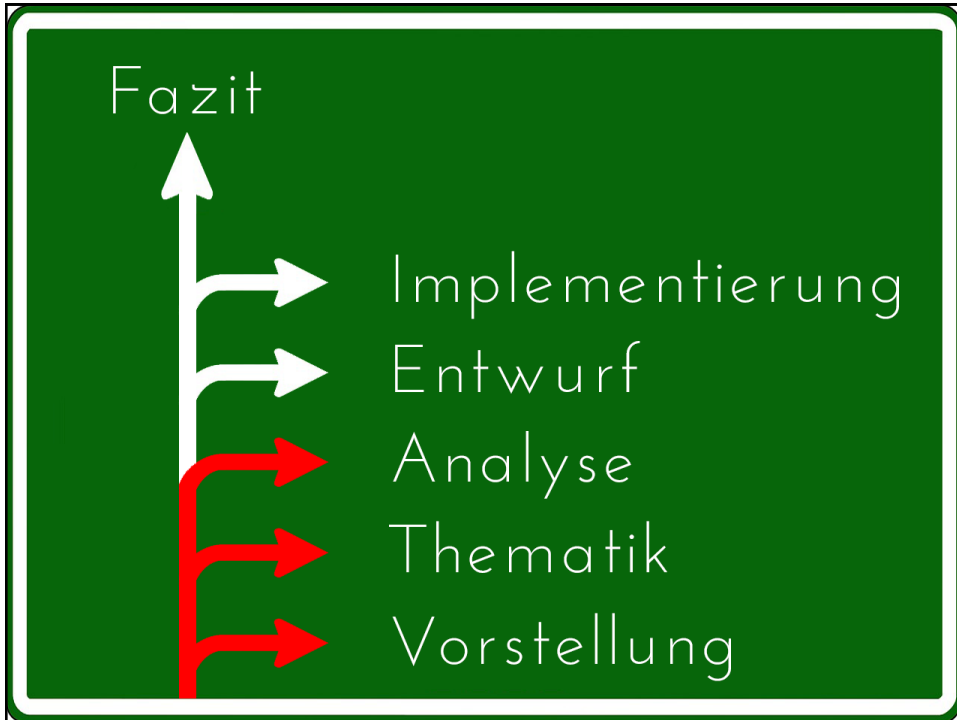 Fazit
Implementierung
Entwurf
Analyse
Thematik
Vorstellung